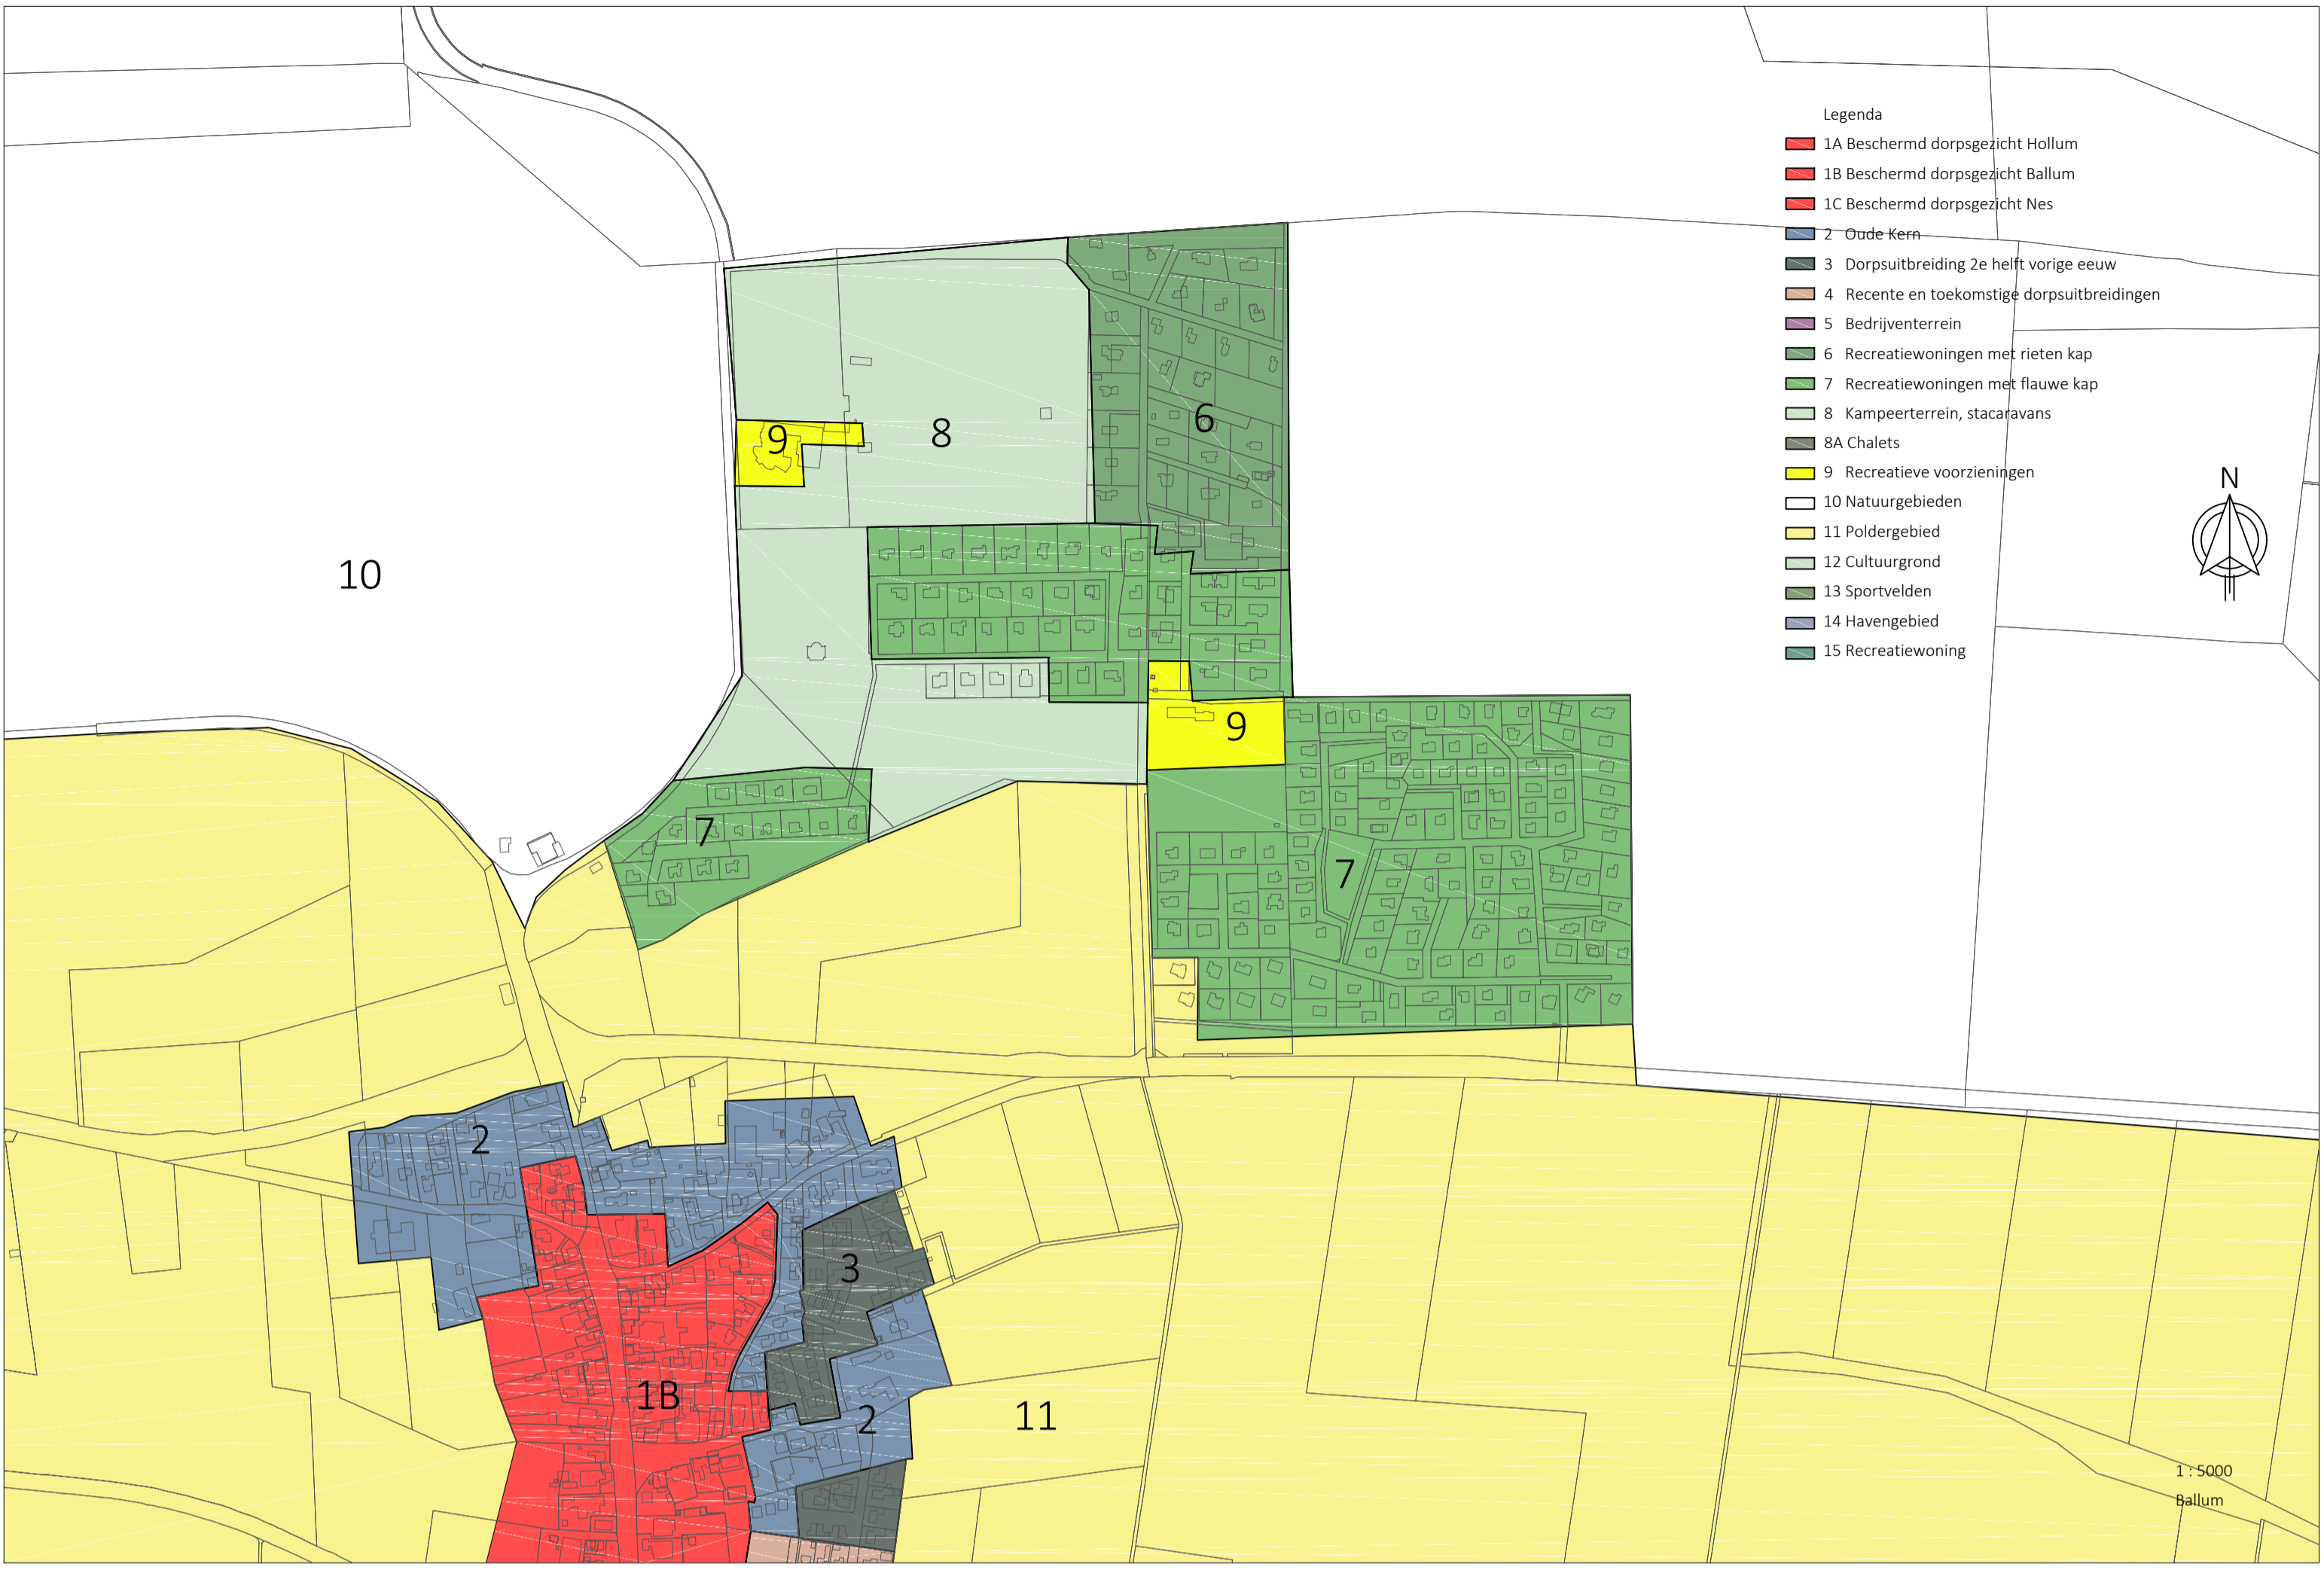 Legenda
1A Beschermd dorpsgezicht Hollum
1B Beschermd dorpsgezicht Ballum
1C Beschermd dorpsgezicht Nes
2 Oude Kern
3 Dorpsuitbreiding 2e helft vorige eeuw
4 Recente en toekomstige dorpsuitbreidingen
5 Bedrijventerrein
6 Recreatiewoningen met rieten kap
7 Recreatiewoningen met flauwe kap
8 Kampeerterrein, stacaravans
8A Chalets
9 Recreatieve voorzieningen
10 Natuurgebieden
11 Poldergebied
12 Cultuurgrond
13 Sportvelden
14 Havengebied
15 Recreatiewoning
N
6
8
9
10
9
7
7
2
3
1B
2
11
1 : 5000
Ballum